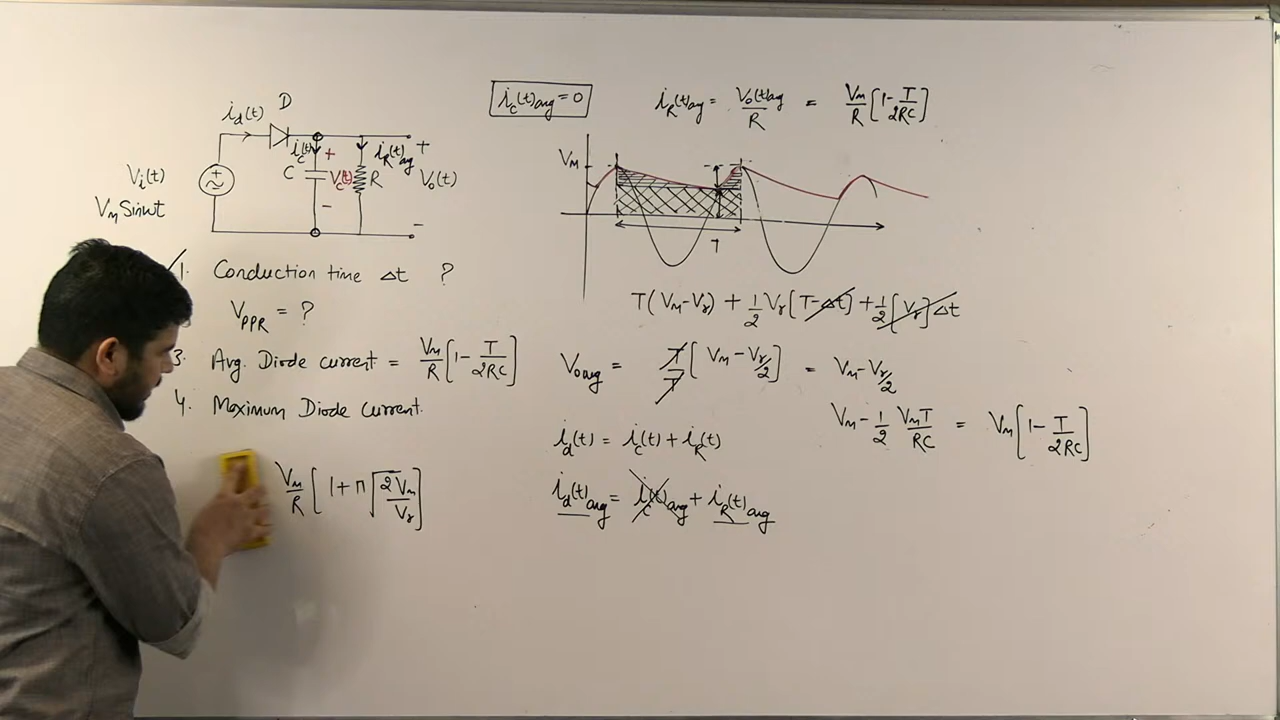 i_d(t) D
i_c(t) + i_R(t)avg +
V_i(t) C V_c(t) R V_o(t)
V_M Sinωt − −
1. Conduction time Δt ?
V_PPR = ?
3. Avg. Diode current = V_M/R [1 − T/2RC]
4. Maximum Diode Current.
V_M/R [1 + π √(2V_m/V_r)]
i_c(t)avg = 0
i_R(t)avg = V_o(t)avg/R = V_M/R [1 − T/2RC]
V_M
T
T(V_M − V_r) + 1/2 V_r [T − Δt] + 1/2 [V_r] Δt
V_o avg = T/T [V_M − V_r/2] = V_M − V_r/2
V_M − 1/2 V_M T/RC = V_M [1 − T/2RC]
i_d(t) = i_c(t) + i_R(t)
i_d(t)avg = i_c(t)avg + i_R(t)avg